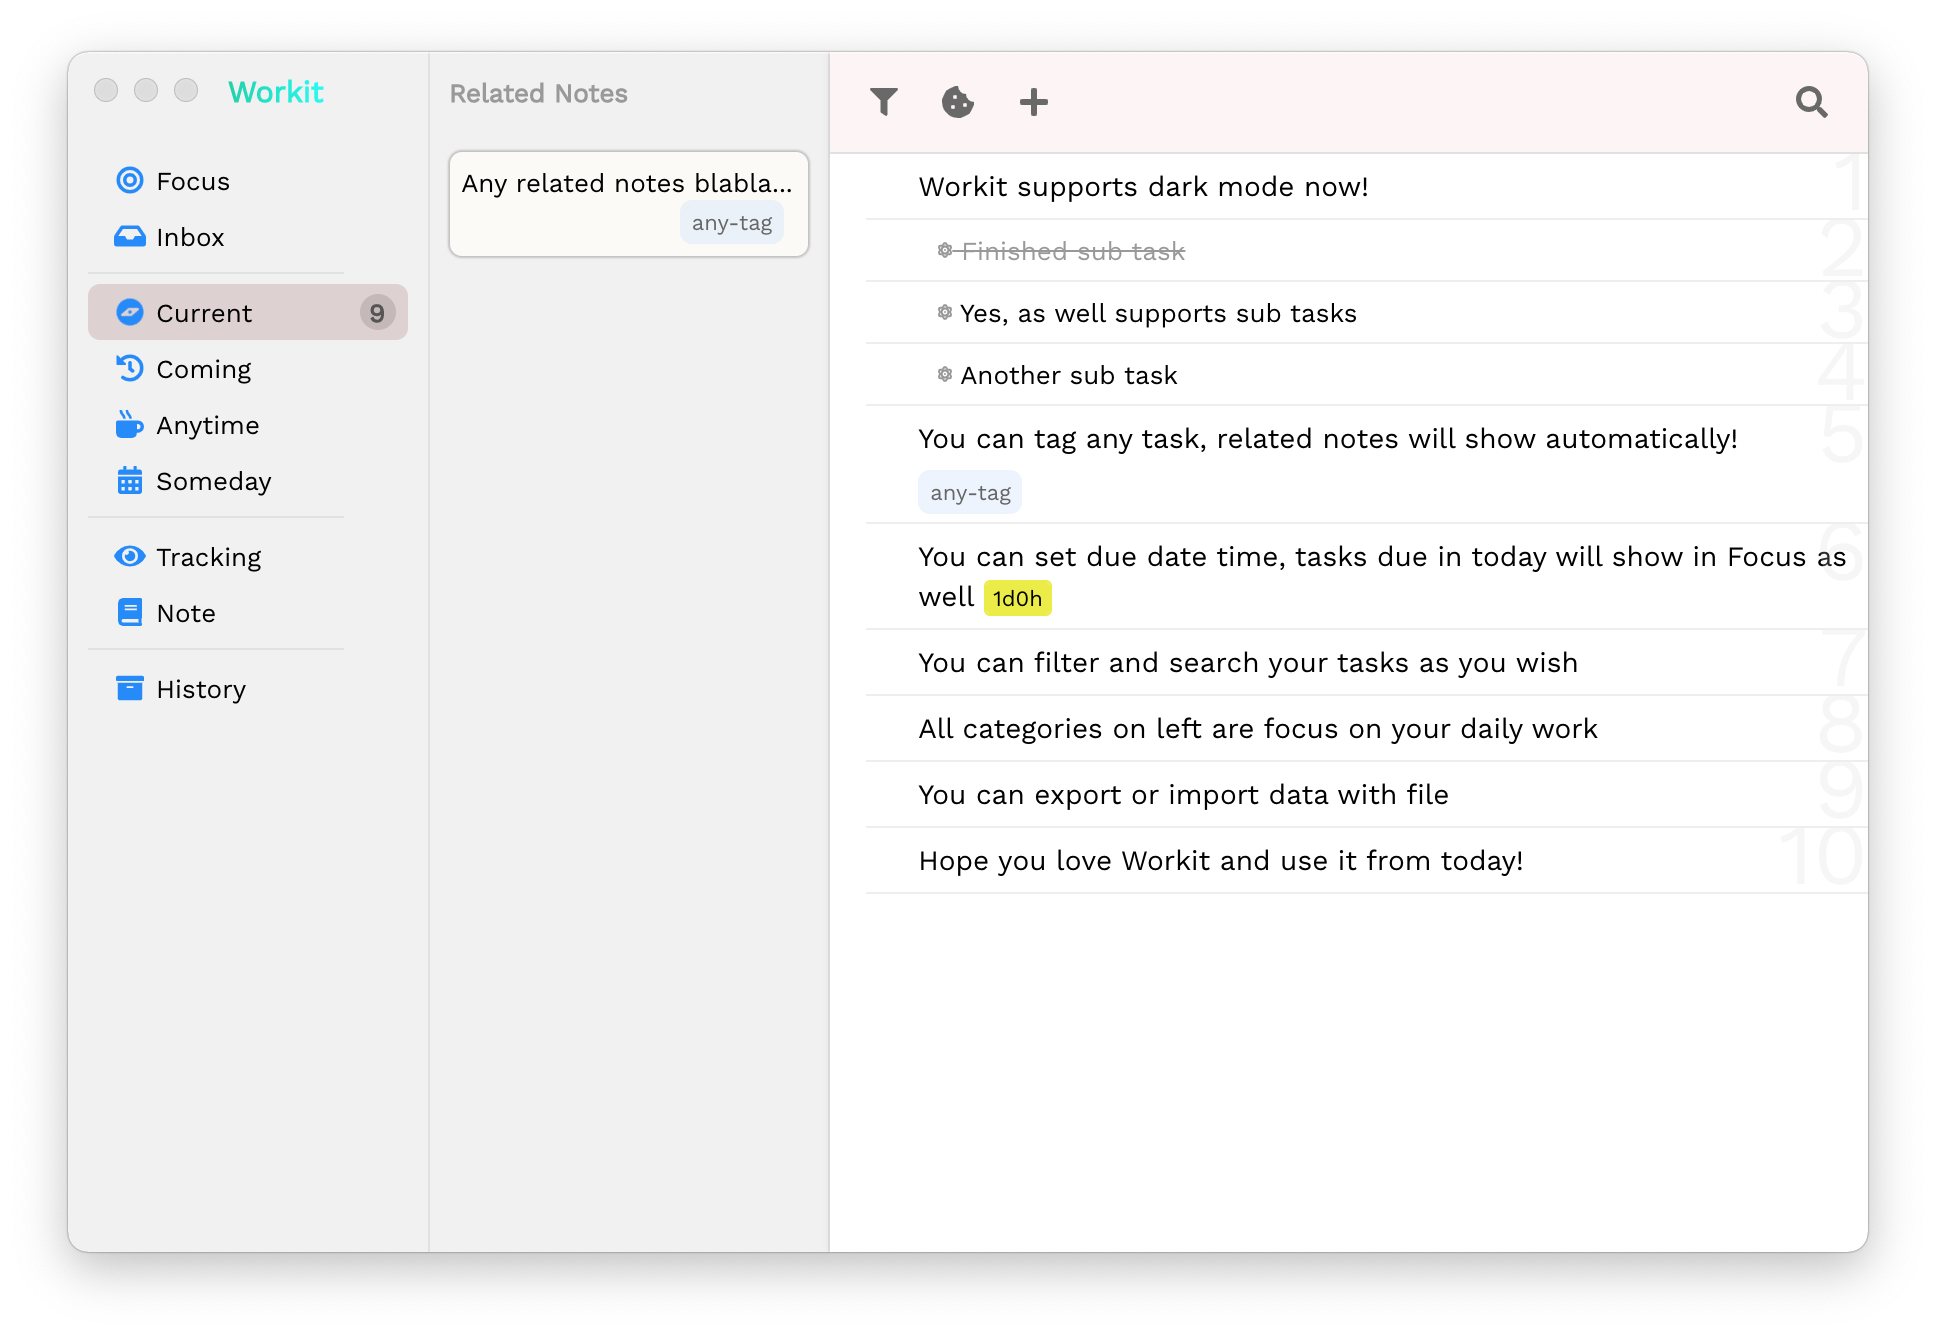 Workit
Focus
Inbox
Current 9
Coming
Anytime
Someday
Tracking
Note
History
Related Notes
Any related notes blabla...
any-tag
Workit supports dark mode now!
1
Finished sub task
2
Yes, as well supports sub tasks
3
Another sub task
4
You can tag any task, related notes will show automatically!
5
any-tag
You can set due date time, tasks due in today will show in Focus as
6
well 1d0h
You can filter and search your tasks as you wish
7
All categories on left are focus on your daily work
8
You can export or import data with file
9
Hope you love Workit and use it from today!
10